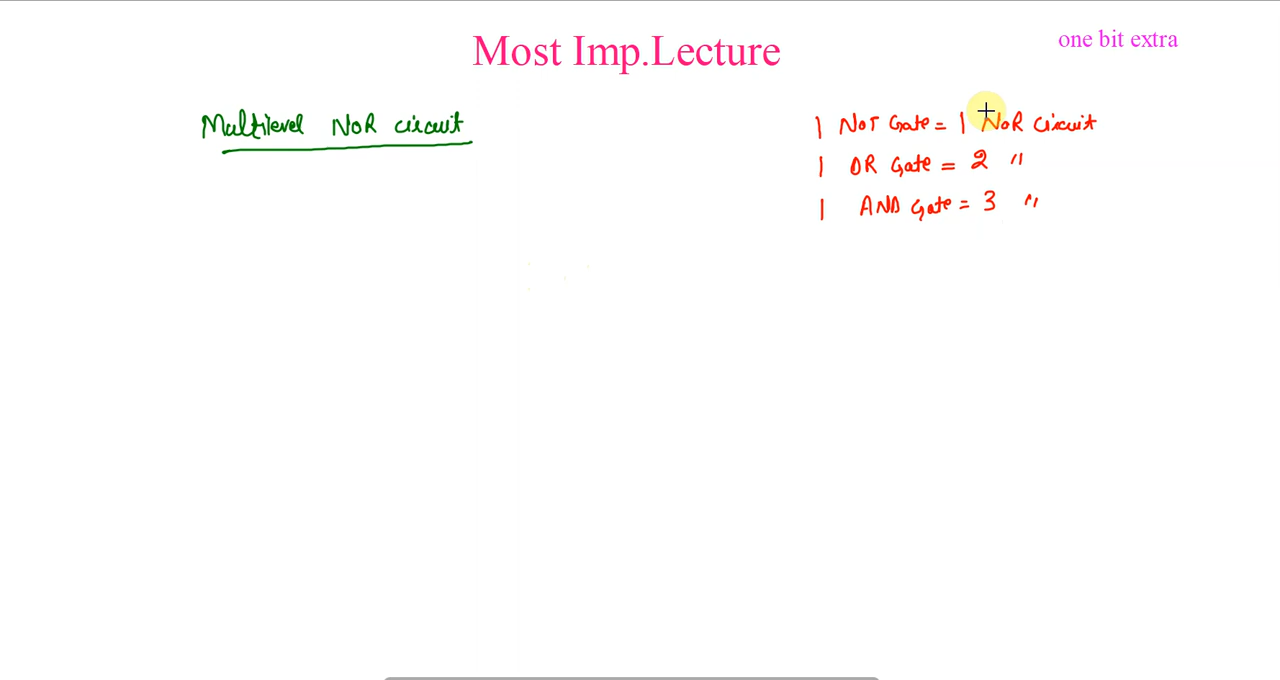 Most Imp.Lecture
one bit extra
Multilevel NOR circuit
1 NOT Gate = 1 NOR Circuit
1 OR Gate = 2 "
1 AND Gate = 3 "